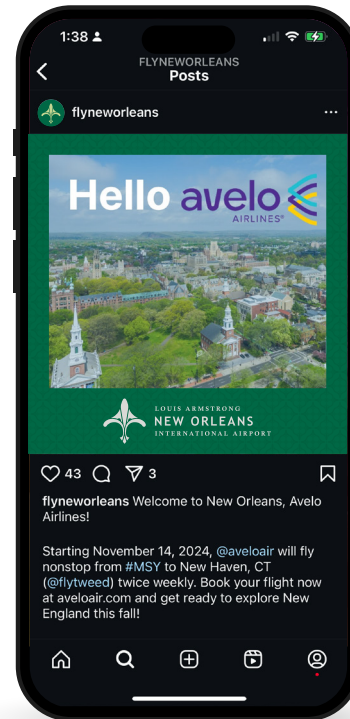 1:38
FLYNEWORLEANS
Posts
flyneworleans
Hello avelo
AIRLINES®
LOUIS ARMSTRONG
NEW ORLEANS
INTERNATIONAL AIRPORT
43
3
flyneworleans Welcome to New Orleans, Avelo
Airlines!
Starting November 14, 2024, @aveloair will fly
nonstop from #MSY to New Haven, CT
(@flytweed) twice weekly. Book your flight now
at aveloair.com and get ready to explore New
England this fall!